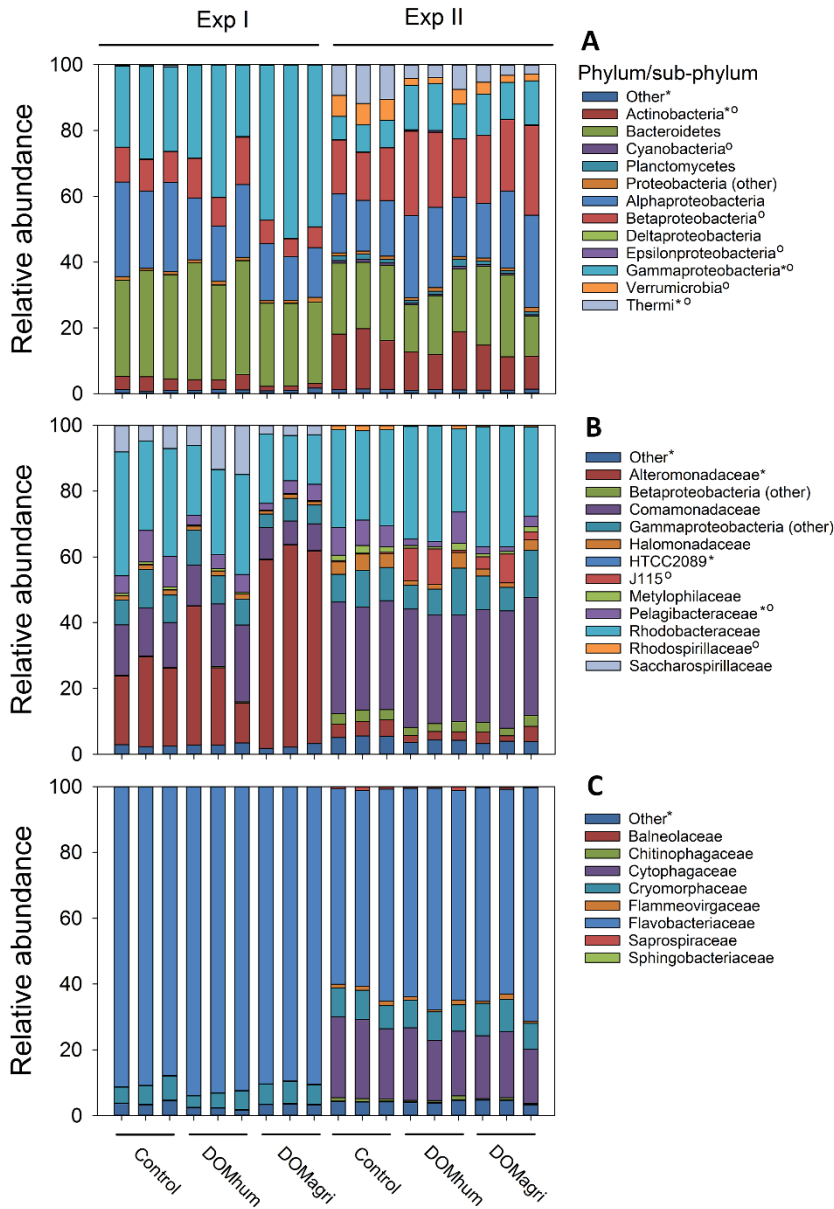 Exp I
Exp II
A
Phylum/sub-phylum
Other*
Actinobacteria*o
Bacteroidetes
Cyanobacteriao
Planctomycetes
Proteobacteria (other)
Alphaproteobacteria
Betaproteobacteriao
Deltaproteobacteria
Epsilonproteobacteriao
Gammaproteobacteria*o
Verrumicrobiao
Thermi*o
Relative abundance
100
80
60
40
20
0
B
Other*
Alteromonadaceae*
Betaproteobacteria (other)
Comamonadaceae
Gammaproteobacteria (other)
Halomonadaceae
HTCC2089*
J115o
Metylophilaceae
Pelagibacteraceae*o
Rhodobacteraceae
Rhodospirillaceaeo
Saccharospirillaceae
Relative abundance
100
80
60
40
20
0
C
Other*
Balneolaceae
Chitinophagaceae
Cytophagaceae
Cryomorphaceae
Flammeovirgaceae
Flavobacteriaceae
Saprospiraceae
Sphingobacteriaceae
Relative abundance
100
80
60
40
20
0
Control
DOMhum
DOMagri
Control
DOMhum
DOMagri